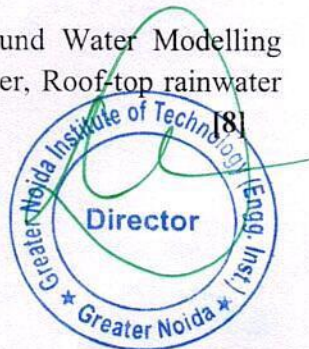 und Water Modelling
er, Roof-top rainwater
[8]
Greater Noida Institute of Technology (Engg. Inst.)
Director
★ Greater Noida ★